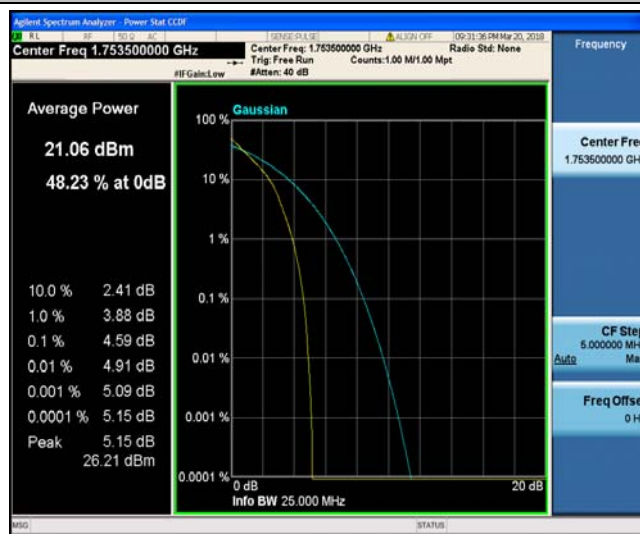 Agilent Spectrum Analyzer - Power Stat CCDF
RL RF 50 Ω AC SENSE:PULSE ALIGN OFF 09:31:36 PM Mar 20, 2018
Center Freq 1.753500000 GHz
Center Freq: 1.753500000 GHz Radio Std: None
Trig: Free Run Counts:1.00 M/1.00 Mpt
#IFGain:Low #Atten: 40 dB
Frequency
Average Power
21.06 dBm
48.23 % at 0dB
10.0 % 2.41 dB
1.0 % 3.88 dB
0.1 % 4.59 dB
0.01 % 4.91 dB
0.001 % 5.09 dB
0.0001 % 5.15 dB
Peak 5.15 dB
26.21 dBm
Gaussian
100 %
10 %
1 %
0.1 %
0.01 %
0.001 %
0.0001 %
0 dB 20 dB
Info BW 25.000 MHz
Center Fre
1.753500000 GH
CF Step
5.000000 MH
Auto Ma
Freq Offse
0 H
MSG STATUS